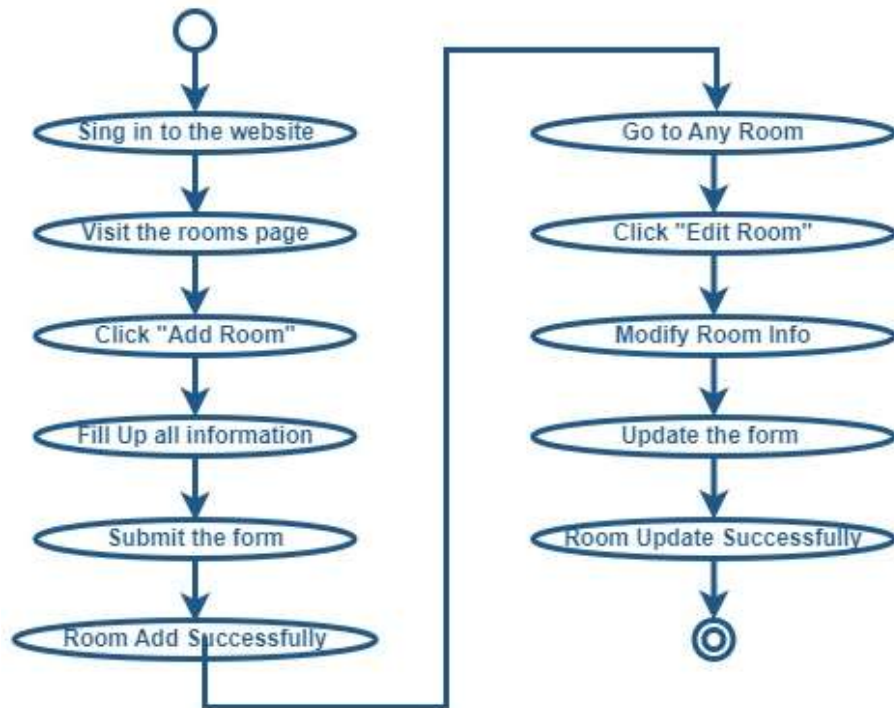 Sing in to the website
Visit the rooms page
Click "Add Room"
Fill Up all information
Submit the form
Room Add Successfully
Go to Any Room
Click "Edit Room"
Modify Room Info
Update the form
Room Update Successfully